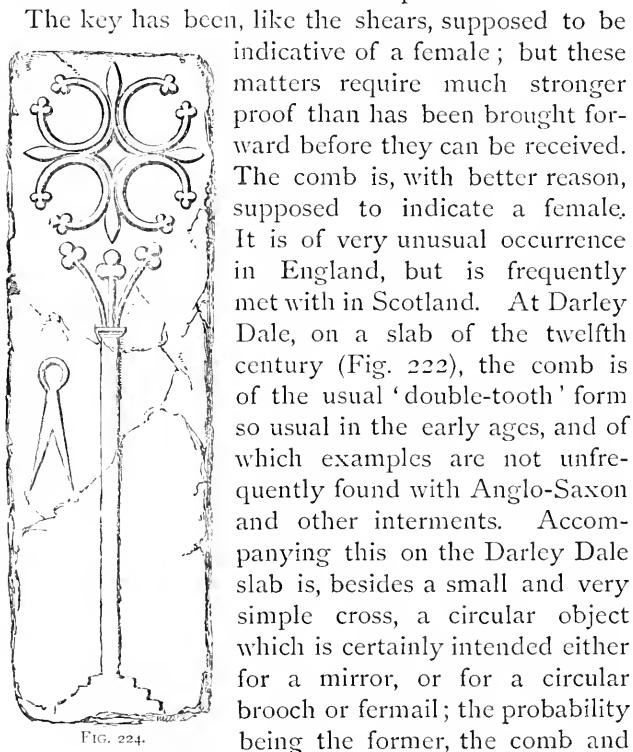 The key has been, like the shears, supposed to be
indicative of a female ; but these
matters require much stronger
proof than has been brought for-
ward before they can be received.
The comb is, with better reason,
supposed to indicate a female.
It is of very unusual occurrence
in England, but is frequently
met with in Scotland. At Darley
Dale, on a slab of the twelfth
century (Fig. 222), the comb is
of the usual ‘double-tooth’ form
so usual in the early ages, and of
which examples are not unfre-
quently found with Anglo-Saxon
and other interments. Accom-
panying this on the Darley Dale
slab is, besides a small and very
simple cross, a circular object
which is certainly intended either
for a mirror, or for a circular
brooch or fermail ; the probability
being the former, the comb and
FIG. 224.